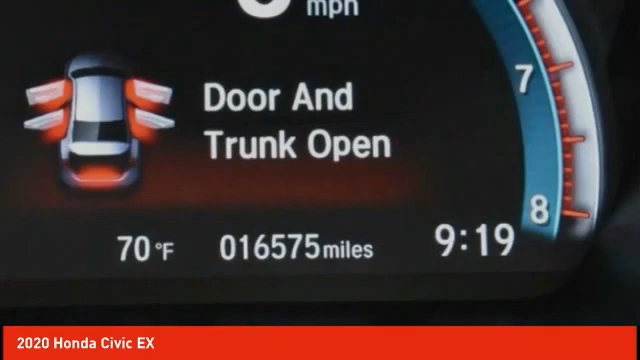 mph
7
Door And
Trunk Open
8
70°F 016575miles 9:19
2020 Honda Civic EX